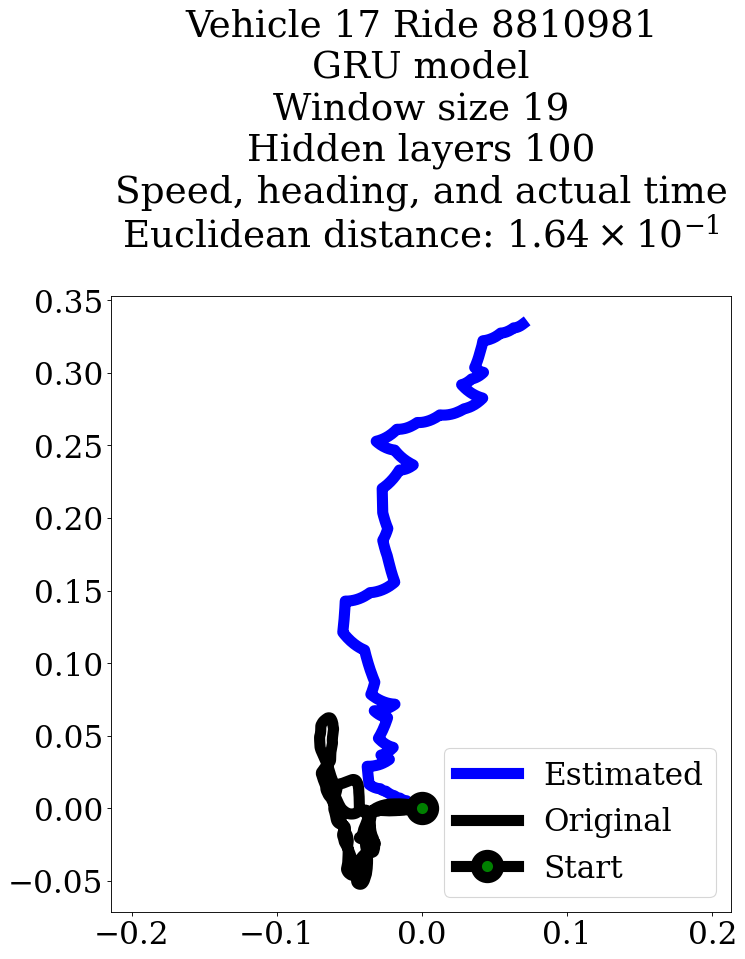 Vehicle 17 Ride 8810981
GRU model
Window size 19
Hidden layers 100
Speed, heading, and actual time
Euclidean distance: 1.64 × 10⁻¹
0.35
0.30
0.25
0.20
0.15
0.10
0.05
0.00
−0.05
Estimated
Original
Start
−0.2 −0.1 0.0 0.1 0.2